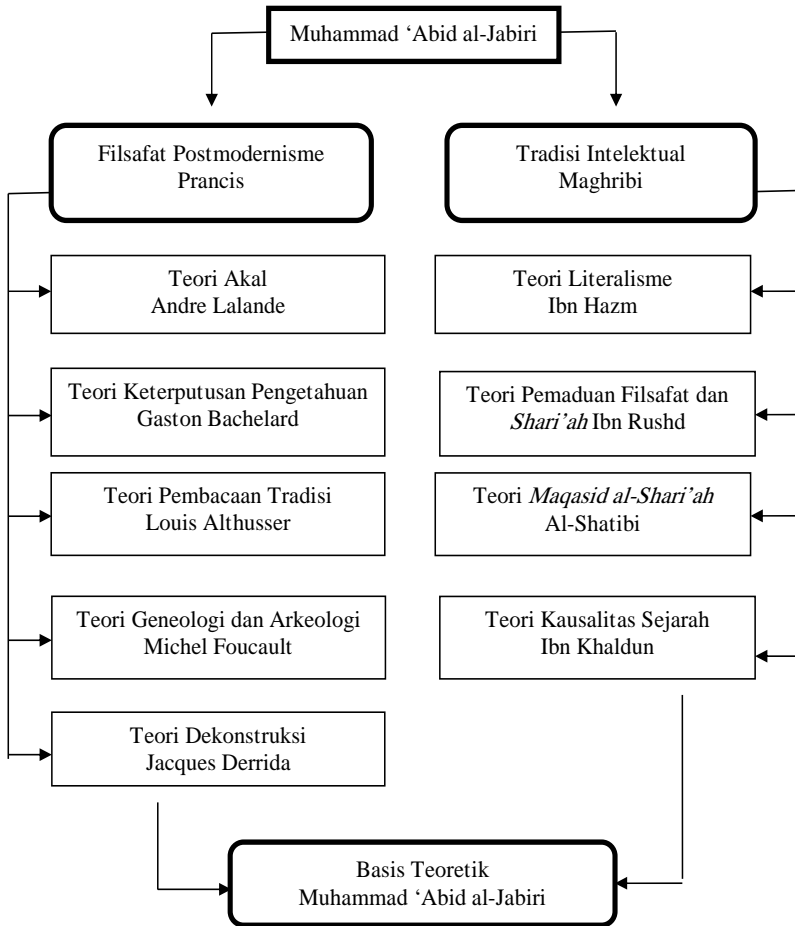 Muhammad ‘Abid al-Jabiri
Filsafat Postmodernisme
Prancis
Tradisi Intelektual
Maghribi
Teori Akal
Andre Lalande
Teori Literalisme
Ibn Hazm
Teori Keterputusan Pengetahuan
Gaston Bachelard
Teori Pemaduan Filsafat dan
Shari’ah Ibn Rushd
Teori Pembacaan Tradisi
Louis Althusser
Teori Maqasid al-Shari’ah
Al-Shatibi
Teori Geneologi dan Arkeologi
Michel Foucault
Teori Kausalitas Sejarah
Ibn Khaldun
Teori Dekonstruksi
Jacques Derrida
Basis Teoretik
Muhammad ‘Abid al-Jabiri